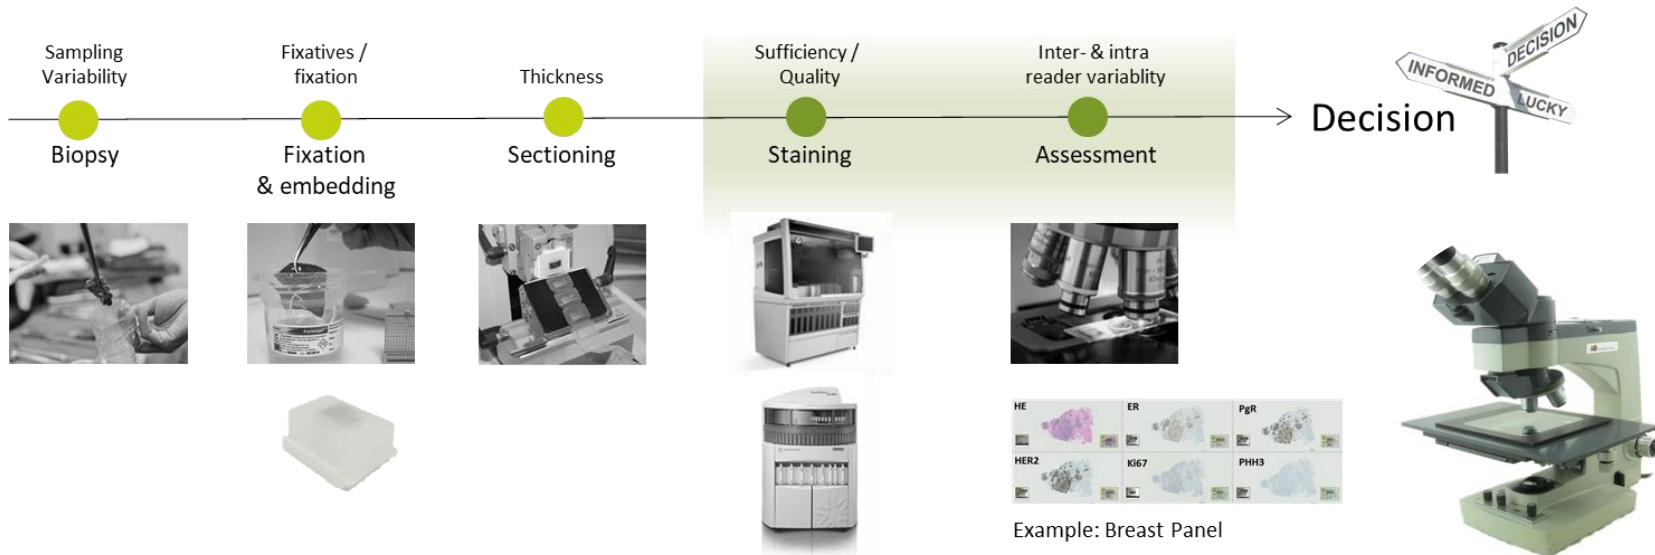 Sampling
Variability
Fixatives /
fixation
Thickness
Sufficiency /
Quality
Inter- & intra
reader variablity
Biopsy
Fixation
& embedding
Sectioning
Staining
Assessment
Decision
DECISION
INFORMED
LUCKY
HE
ER
PgR
HER2
Ki67
PHH3
Example: Breast Panel